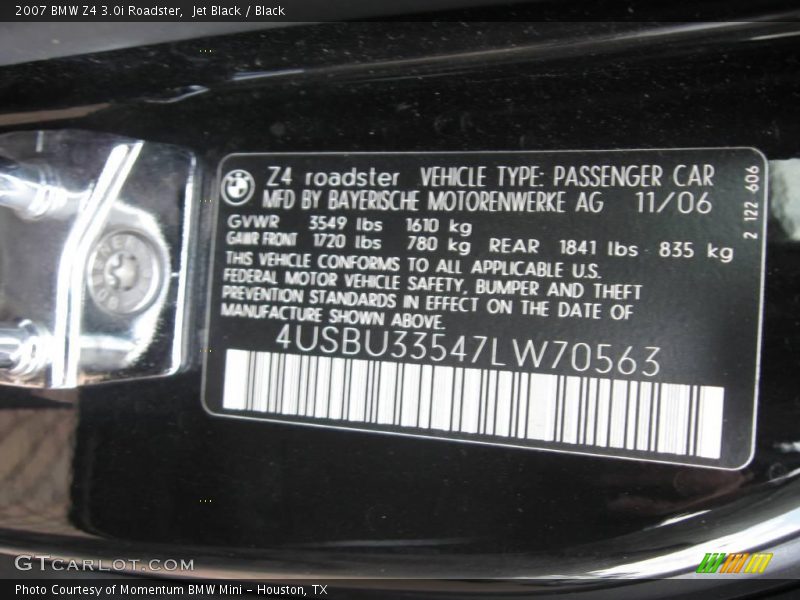 2007 BMW Z4 3.0i Roadster, Jet Black / Black
Z4 roadster VEHICLE TYPE: PASSENGER CAR
MFD BY BAYERISCHE MOTORENWERKE AG 11/06
GVWR 3549 lbs 1610 kg
GAWR FRONT 1720 lbs 780 kg REAR 1841 lbs 835 kg
THIS VEHICLE CONFORMS TO ALL APPLICABLE U.S.
FEDERAL MOTOR VEHICLE SAFETY, BUMPER AND THEFT
PREVENTION STANDARDS IN EFFECT ON THE DATE OF
MANUFACTURE SHOWN ABOVE.
4USBU33547LW70563
2 122 606
GTCARLOT.COM
Photo Courtesy of Momentum BMW Mini - Houston, TX